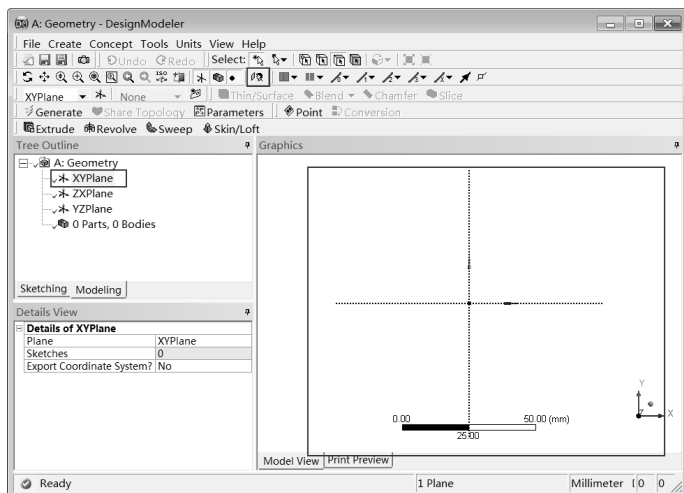 A: Geometry - DesignModeler
File Create Concept Tools Units View Help
Undo Redo Select:
ISO
XYPlane None Thin/Surface Blend Chamfer Slice
Generate Share Topology Parameters Point Conversion
Extrude Revolve Sweep Skin/Loft
Tree Outline
A: Geometry
XYPlane
ZXPlane
YZPlane
0 Parts, 0 Bodies
Sketching Modeling
Details View
Details of XYPlane
Plane XYPlane
Sketches 0
Export Coordinate System? No
Graphics
Y
Z X
0.00 50.00 (mm)
25.00
Model View Print Preview
Ready 1 Plane Millimeter 0 0